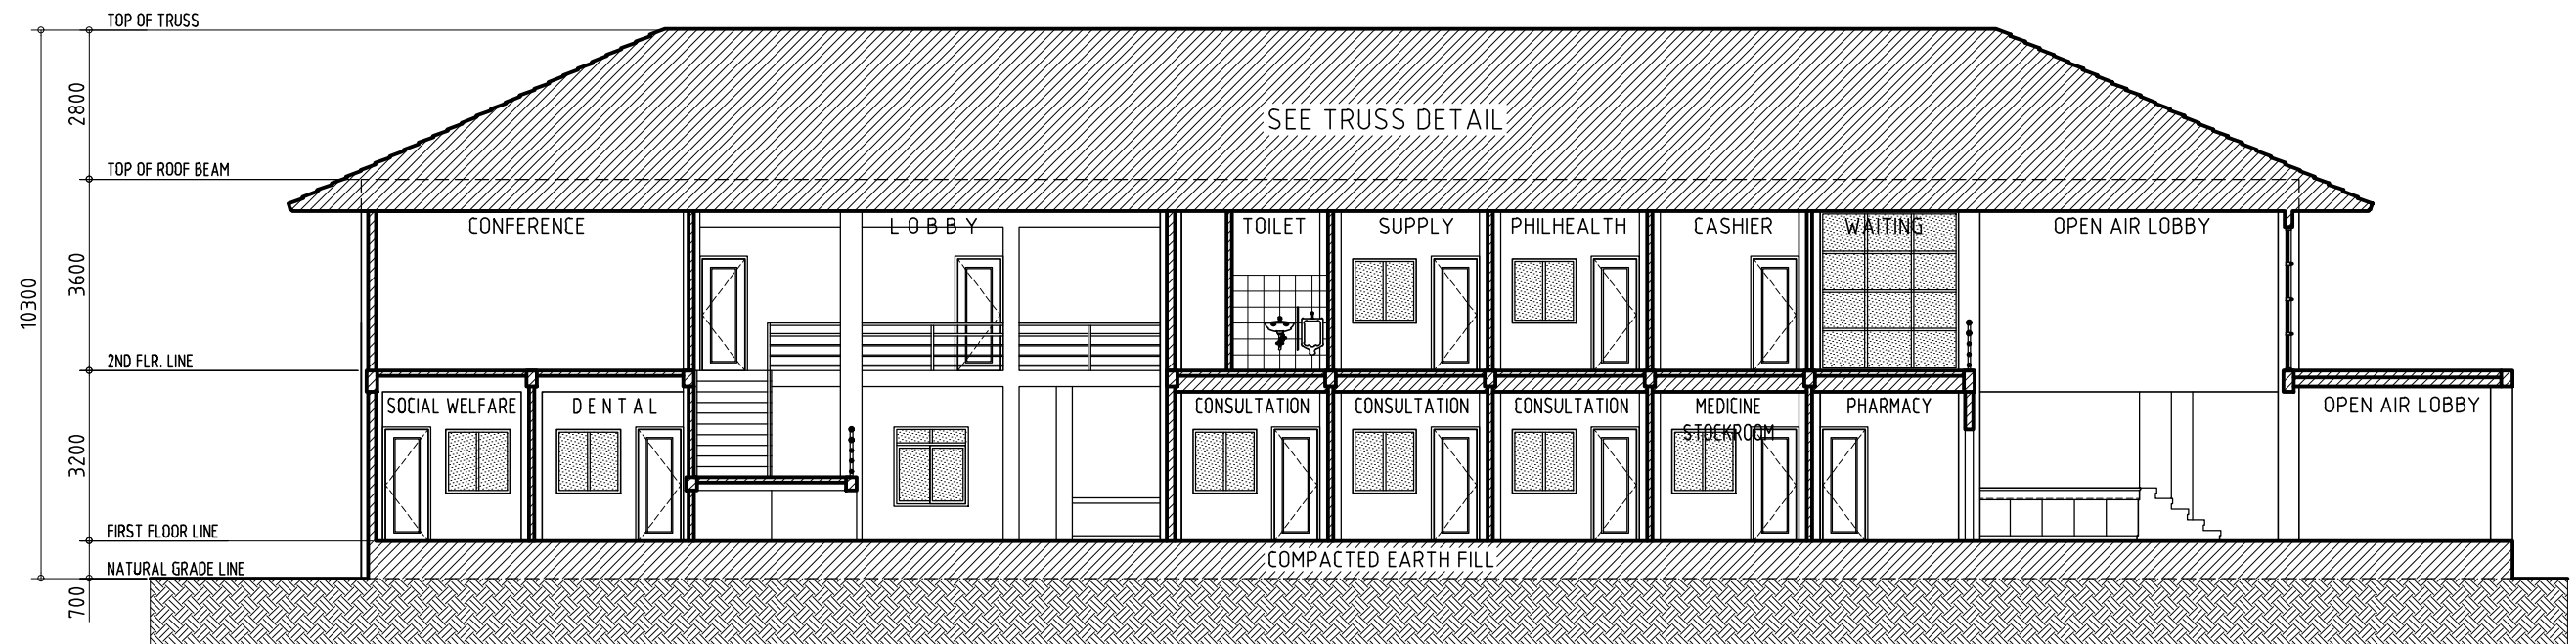 TOP OF TRUSS
2800
SEE TRUSS DETAIL
TOP OF ROOF BEAM
CONFERENCE
LOBBY
TOILET
SUPPLY
PHILHEALTH
CASHIER
WAITING
OPEN AIR LOBBY
3600
10300
2ND FLR. LINE
SOCIAL WELFARE
DENTAL
CONSULTATION
CONSULTATION
CONSULTATION
MEDICINE
STOCKROOM
PHARMACY
OPEN AIR LOBBY
3200
FIRST FLOOR LINE
COMPACTED EARTH FILL
NATURAL GRADE LINE
700